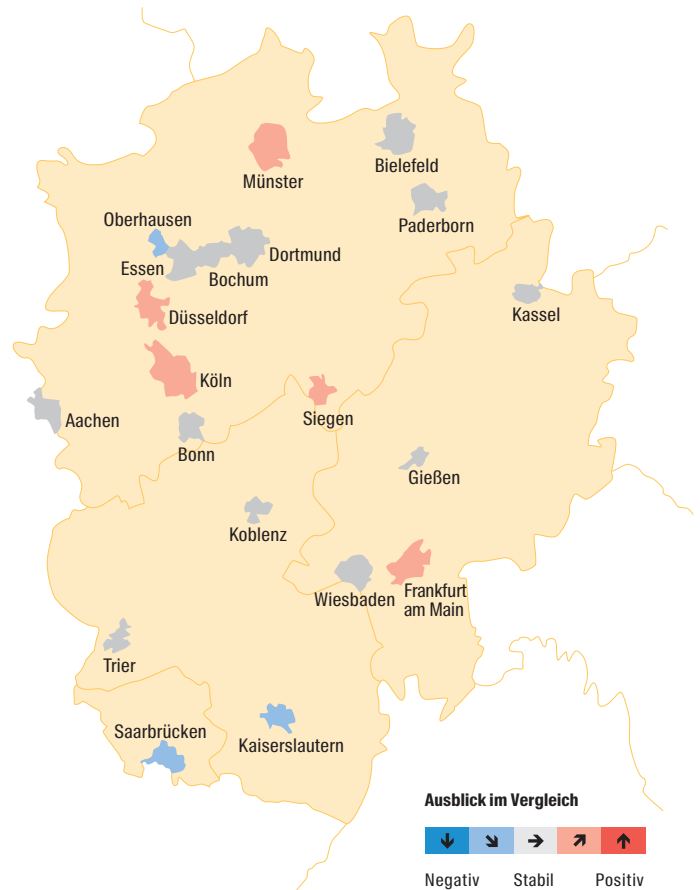 Münster
Bielefeld
Paderborn
Oberhausen
Essen
Dortmund
Bochum
Kassel
Düsseldorf
Köln
Aachen
Siegen
Bonn
Gießen
Koblenz
Wiesbaden
Frankfurt
am Main
Trier
Saarbrücken
Kaiserslautern
Ausblick im Vergleich
Negativ Stabil Positiv